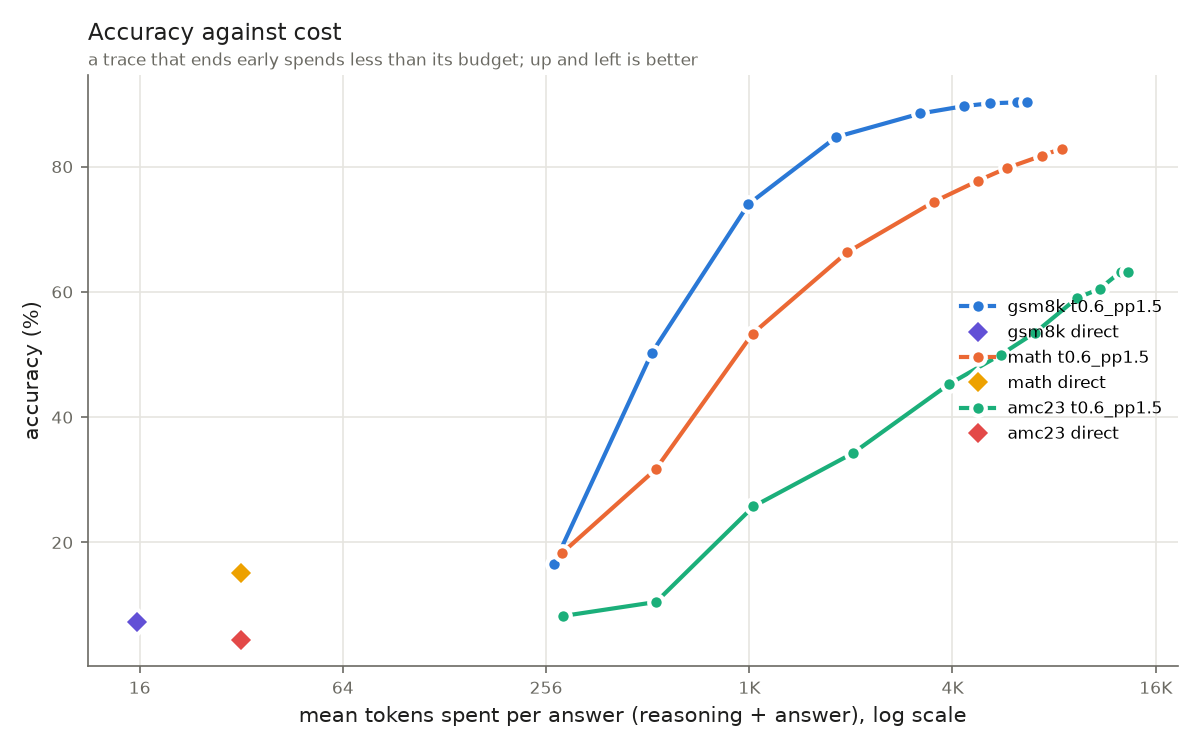 Accuracy against cost
a trace that ends early spends less than its budget; up and left is better
accuracy (%)
80
60
40
20
gsm8k t0.6_pp1.5
gsm8k direct
math t0.6_pp1.5
math direct
amc23 t0.6_pp1.5
amc23 direct
16
64
256
1K
4K
16K
mean tokens spent per answer (reasoning + answer), log scale